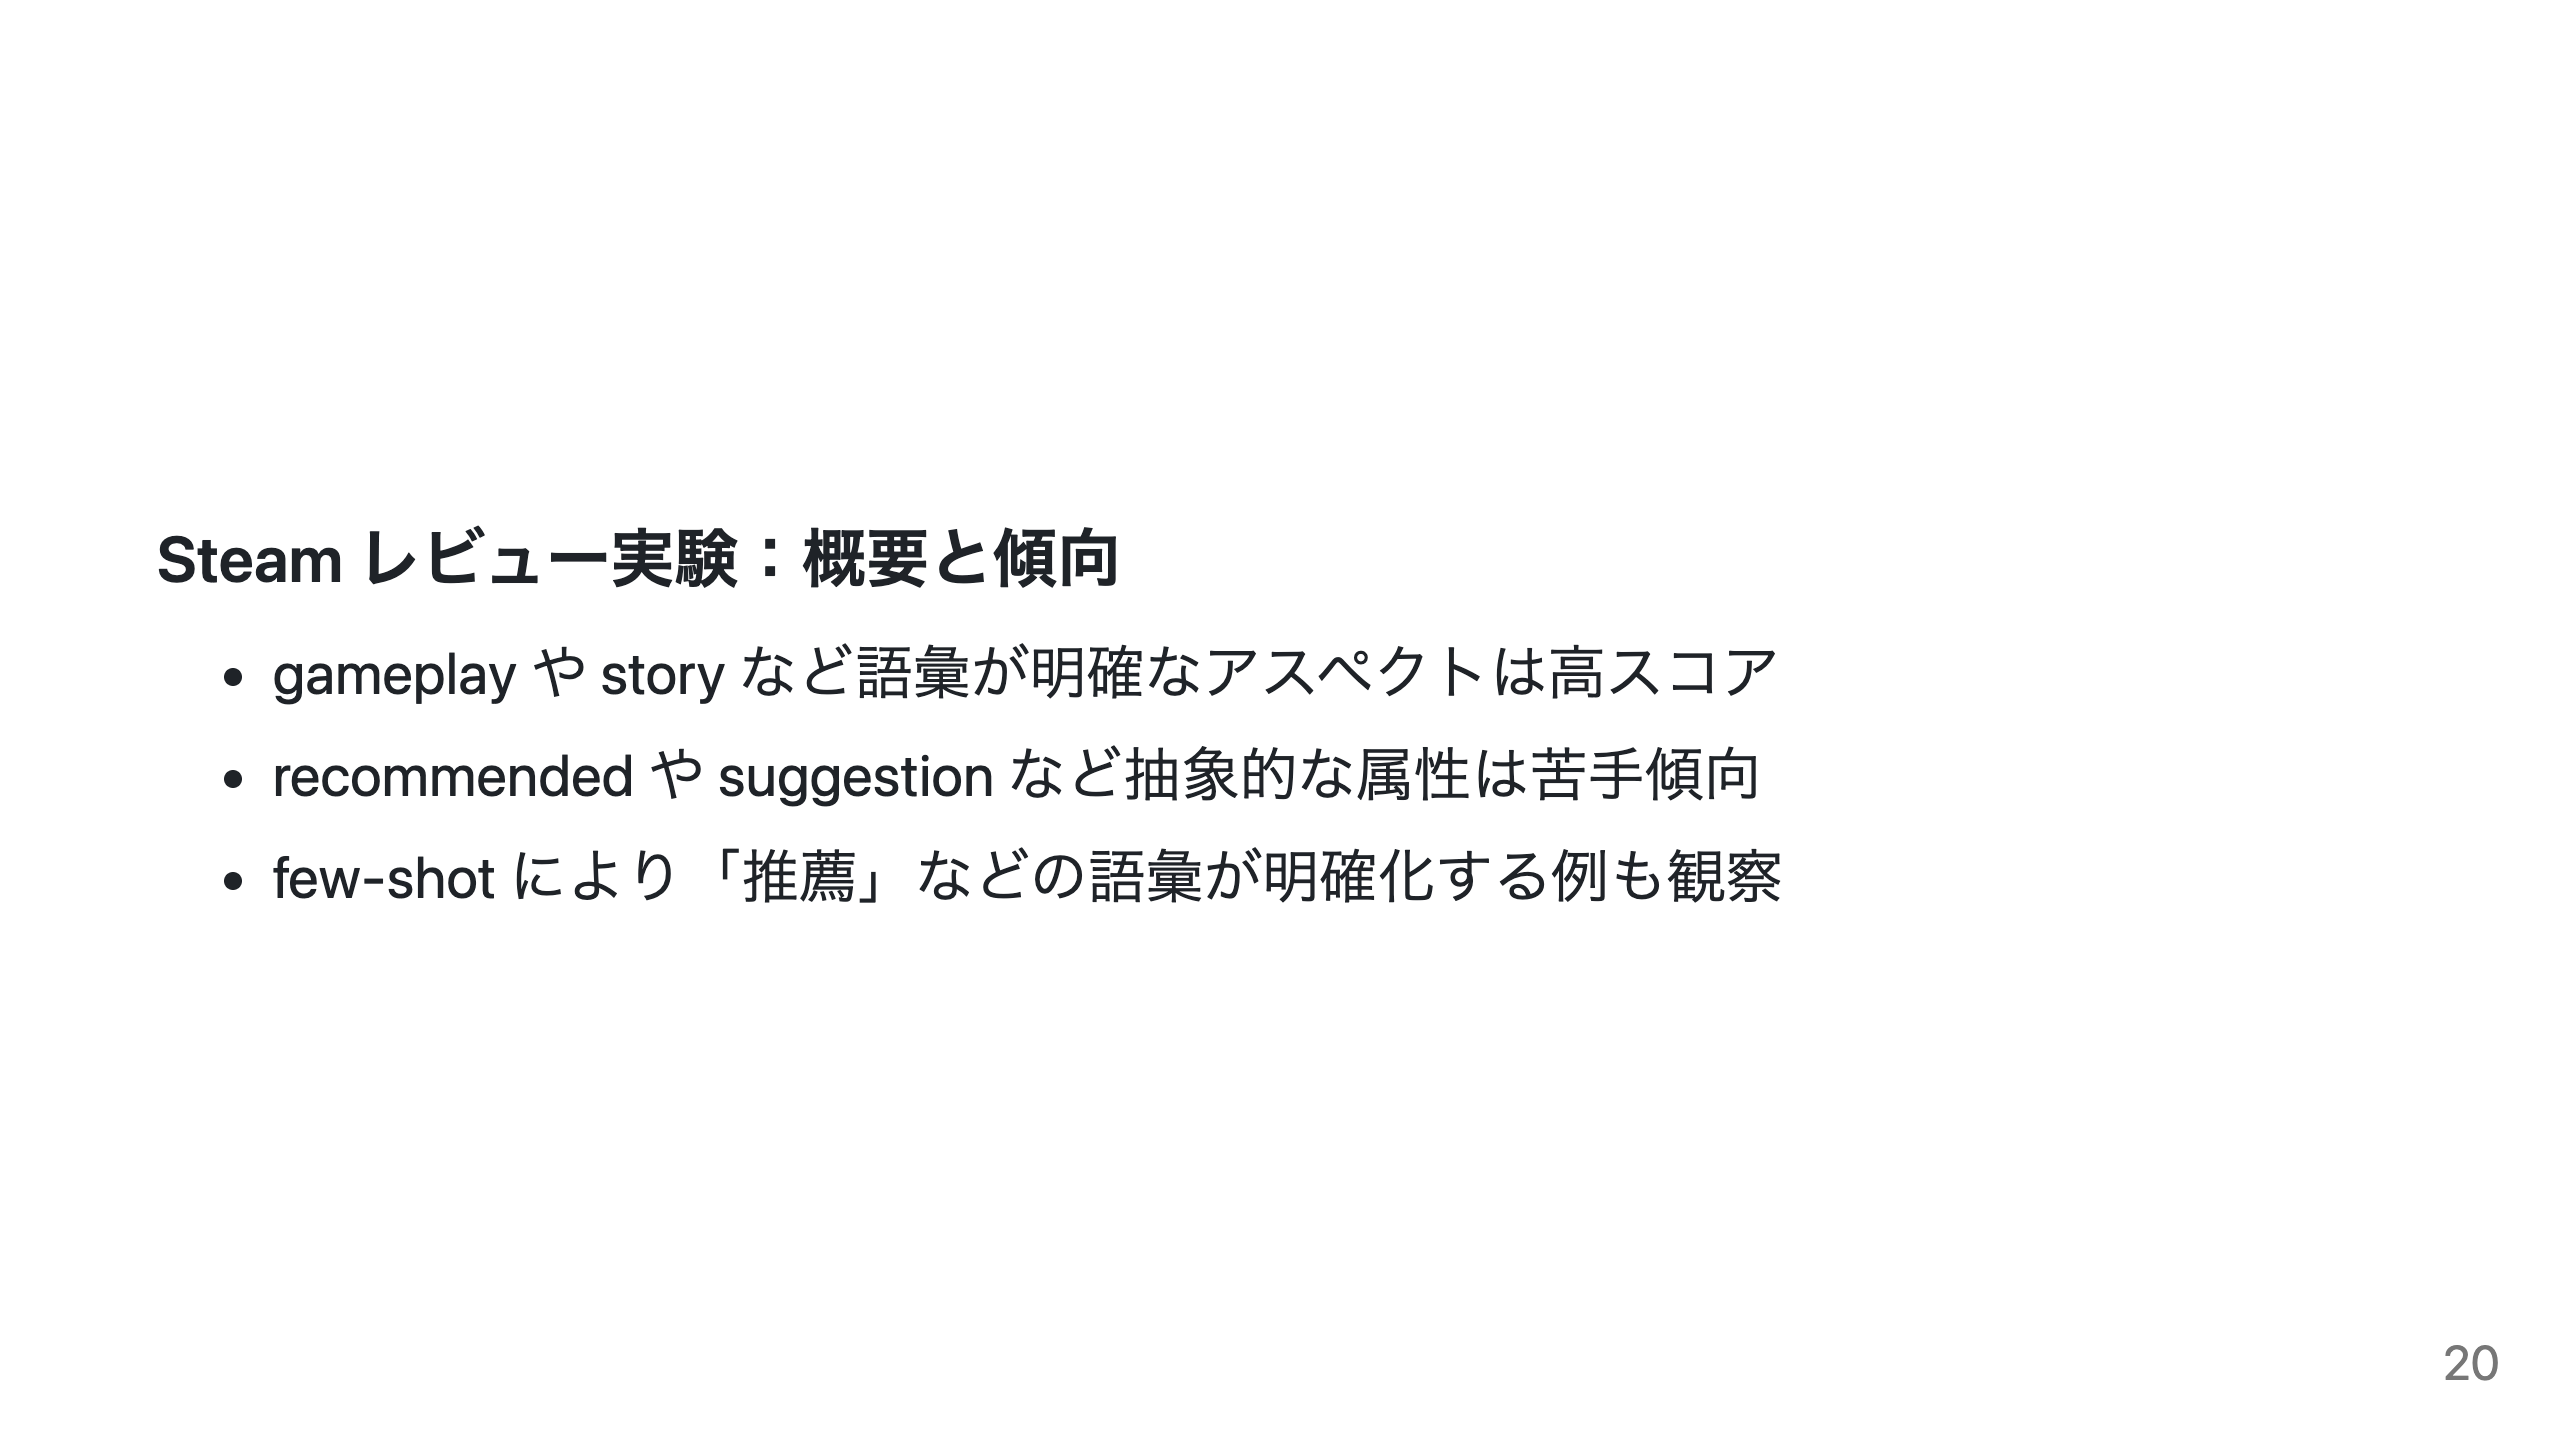 Steam レビュー実験：概要と傾向
• gameplay や story など語彙が明確なアスペクトは高スコア
• recommended や suggestion など抽象的な属性は苦手傾向
• few-shot により「推薦」などの語彙が明確化する例も観察
20